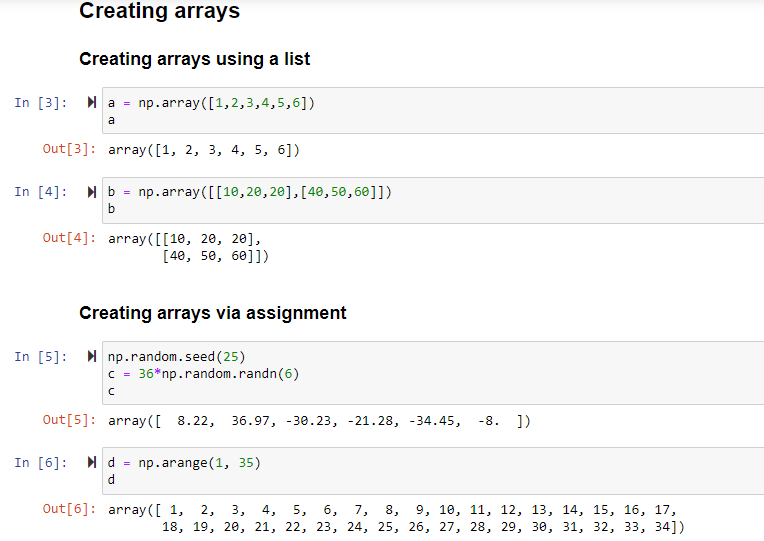 Creating arrays
Creating arrays using a list
In [3]: a = np.array([1,2,3,4,5,6])
a
Out[3]: array([1, 2, 3, 4, 5, 6])
In [4]: b = np.array([[10,20,20],[40,50,60]])
b
Out[4]: array([[10, 20, 20],
[40, 50, 60]])
Creating arrays via assignment
In [5]: np.random.seed(25)
c = 36*np.random.randn(6)
c
Out[5]: array([  8.22,  36.97, -30.23, -21.28, -34.45,  -8.  ])
In [6]: d = np.arange(1, 35)
d
Out[6]: array([ 1,  2,  3,  4,  5,  6,  7,  8,  9, 10, 11, 12, 13, 14, 15, 16, 17,
18, 19, 20, 21, 22, 23, 24, 25, 26, 27, 28, 29, 30, 31, 32, 33, 34])